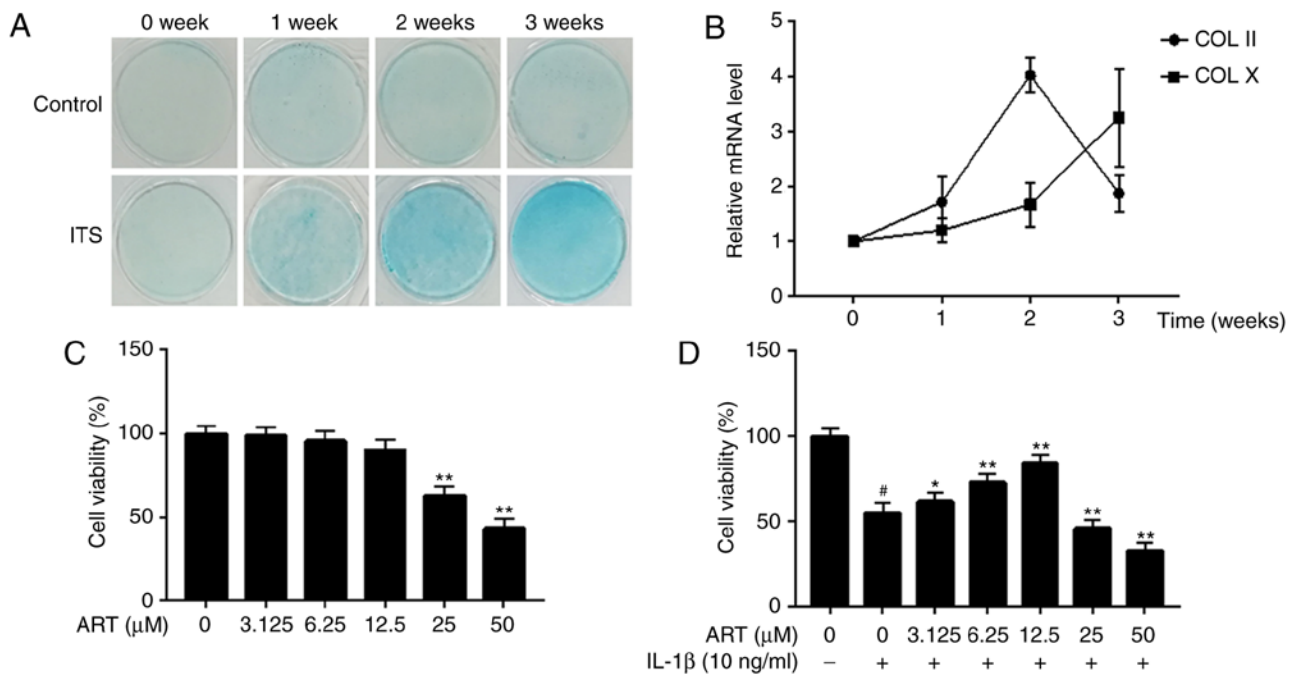 A
0 week 1 week 2 weeks 3 weeks
Control
ITS
B
5
4
3
2
1
0
Relative mRNA level
0 1 2 3 Time (weeks)
COL II
COL X
C
150
100
50
0
Cell viability (%)
** **
ART (μM) 0 3.125 6.25 12.5 25 50
D
150
100
50
0
Cell viability (%)
# * ** ** ** **
ART (μM) 0 0 3.125 6.25 12.5 25 50
IL-1β (10 ng/ml) − + + + + + +